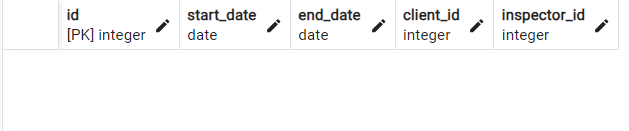 id start_date end_date client_id inspector_id
[PK] integer date date integer integer